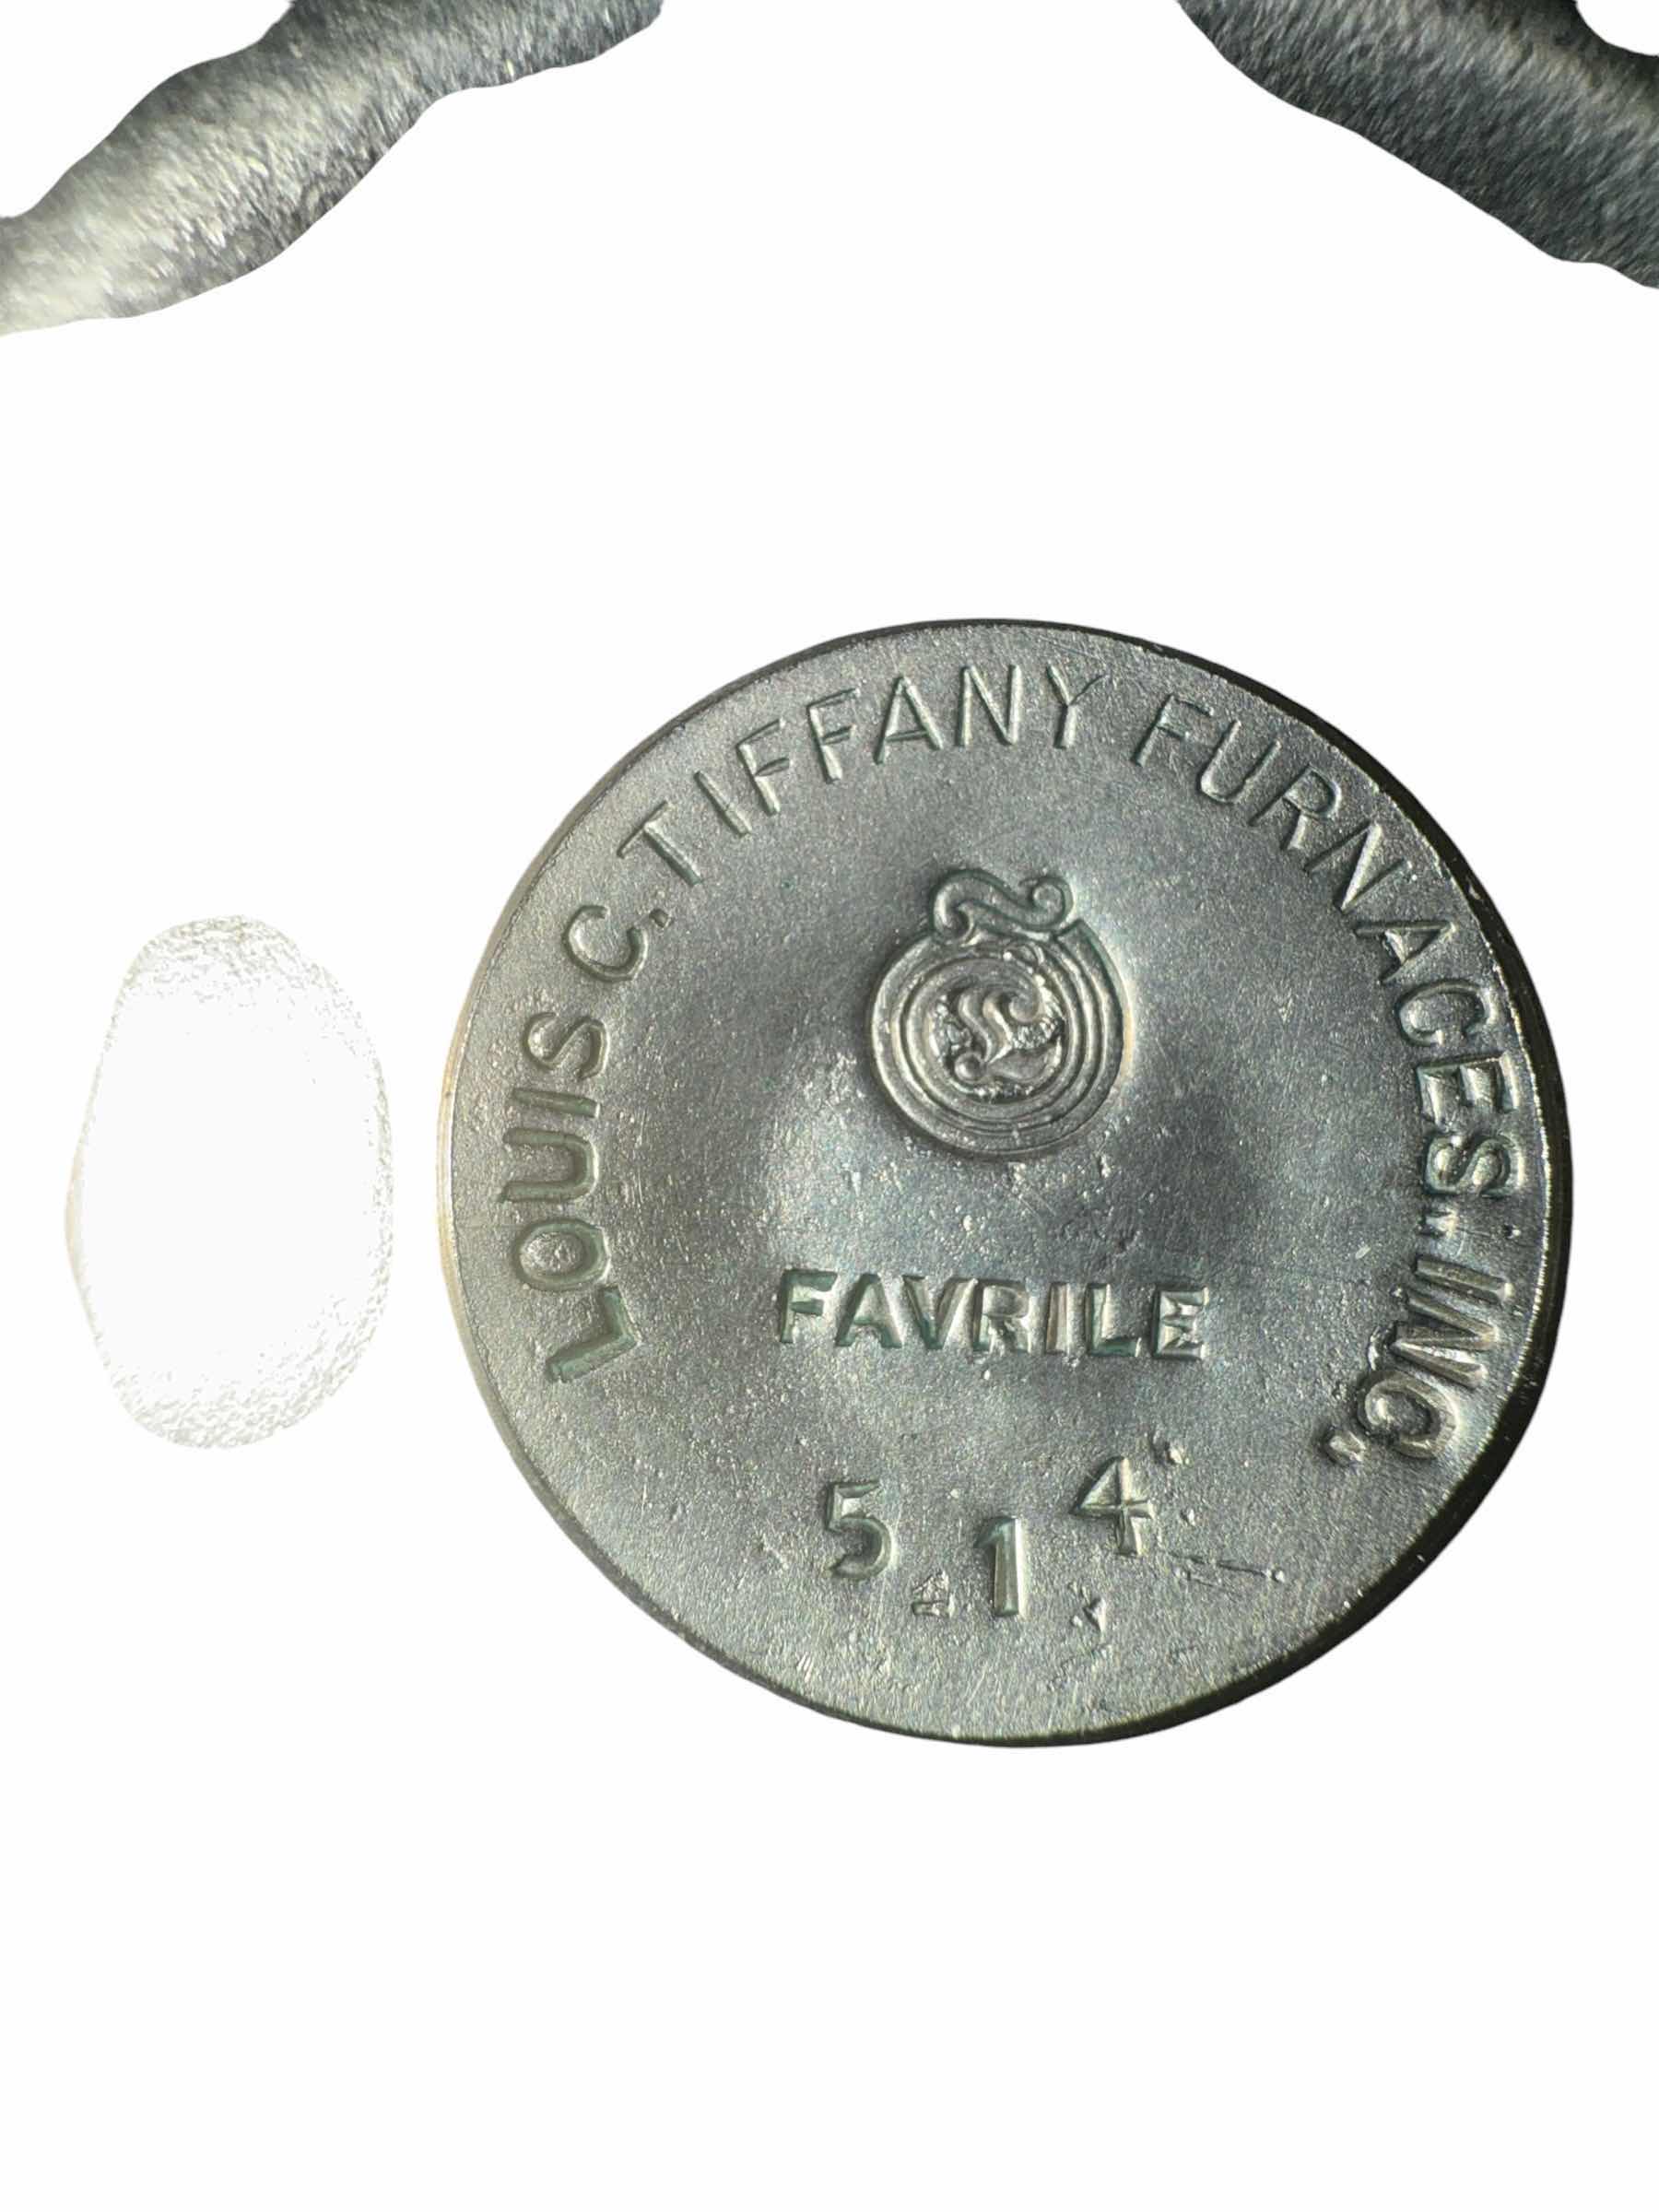 LOUIS C. TIFFANY FURNACES, INC.
FAVRILE
514